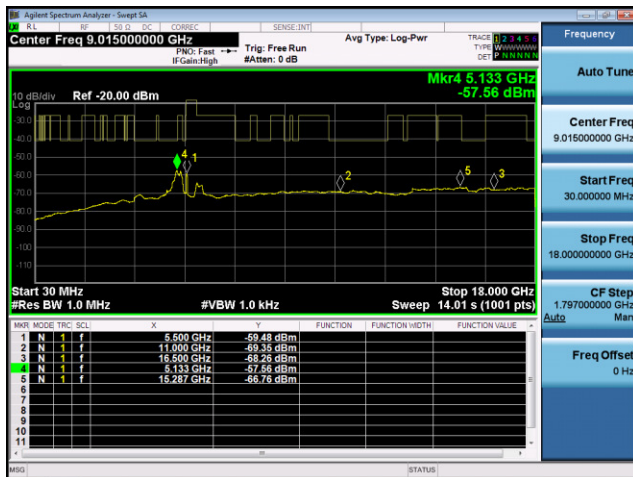 Agilent Spectrum Analyzer - Swept SA
RL RF 50 Ω DC CORREC SENSE:INT
Center Freq 9.015000000 GHz
PNO: Fast
IFGain:High
Trig: Free Run
#Atten: 0 dB
Avg Type: Log-Pwr
TRACE 1 2 3 4 5 6
TYPE WWWWWW
DET P NNNNN
Mkr4 5.133 GHz
-57.56 dBm
10 dB/div Ref -20.00 dBm
Log
-30.0
-40.0
-50.0
-60.0
-70.0
-80.0
-90.0
-100
-110
4 1 2 5 3
Start 30 MHz Stop 18.000 GHz
#Res BW 1.0 MHz #VBW 1.0 kHz Sweep 14.01 s (1001 pts)
MKR MODE TRC SCL X Y FUNCTION FUNCTION WIDTH FUNCTION VALUE
1 N 1 f 5.500 GHz -59.48 dBm
2 N 1 f 11.000 GHz -69.35 dBm
3 N 1 f 16.500 GHz -68.26 dBm
4 N 1 f 5.133 GHz -57.56 dBm
5 N 1 f 15.287 GHz -66.76 dBm
6
7
8
9
10
11
MSG STATUS
Frequency
Auto Tune
Center Freq
9.015000000 GHz
Start Freq
30.000000 MHz
Stop Freq
18.000000000 GHz
CF Step
1.797000000 GHz
Auto Man
Freq Offset
0 Hz